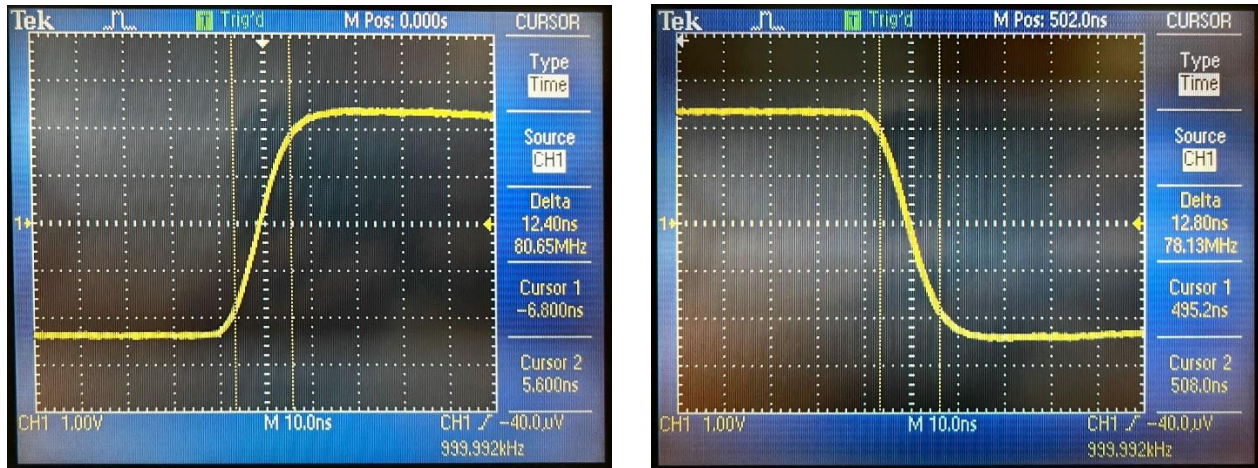 Tek
T Trig'd
M Pos: 0.000s
CURSOR
Type
Time
Source
CH1
Delta
12.40ns
80.65MHz
Cursor 1
-6.800ns
Cursor 2
5.600ns
1
CH1 1.00V
M 10.0ns
CH1 -40.0uV
999.992kHz
Tek
T Trig'd
M Pos: 502.0ns
CURSOR
Type
Time
Source
CH1
Delta
12.80ns
78.13MHz
Cursor 1
495.2ns
Cursor 2
508.0ns
1
CH1 1.00V
M 10.0ns
CH1 -40.0uV
999.992kHz